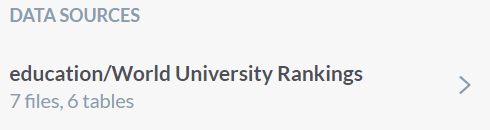 DATA SOURCES
education/World University Rankings
7 files, 6 tables